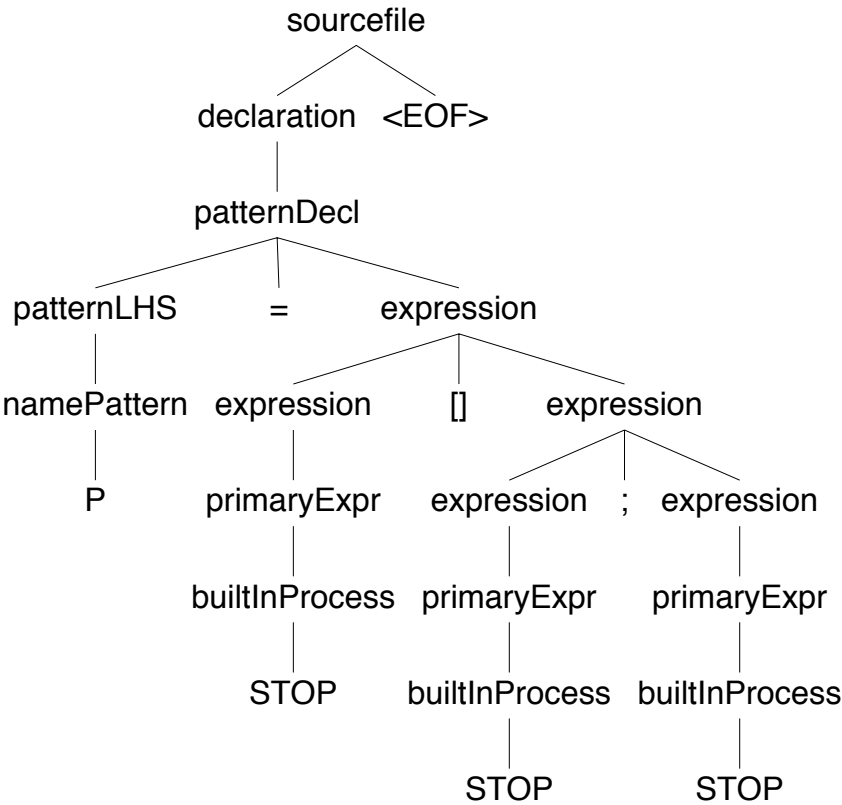 sourcefile
declaration <EOF>
patternDecl
patternLHS = expression
namePattern expression [] expression
P primaryExpr expression ; expression
builtInProcess primaryExpr primaryExpr
STOP builtInProcess builtInProcess
STOP STOP